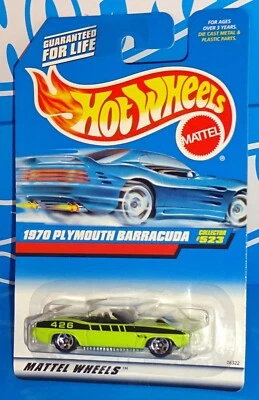 GUARANTEED
FOR LIFE
FOR AGES
OVER 3 YEARS.
DIE CAST METAL &
PLASTIC PARTS.
Hot Wheels
MATTEL
1970 PLYMOUTH BARRACUDA
COLLECTOR
#523
426
MATTEL WHEELS™